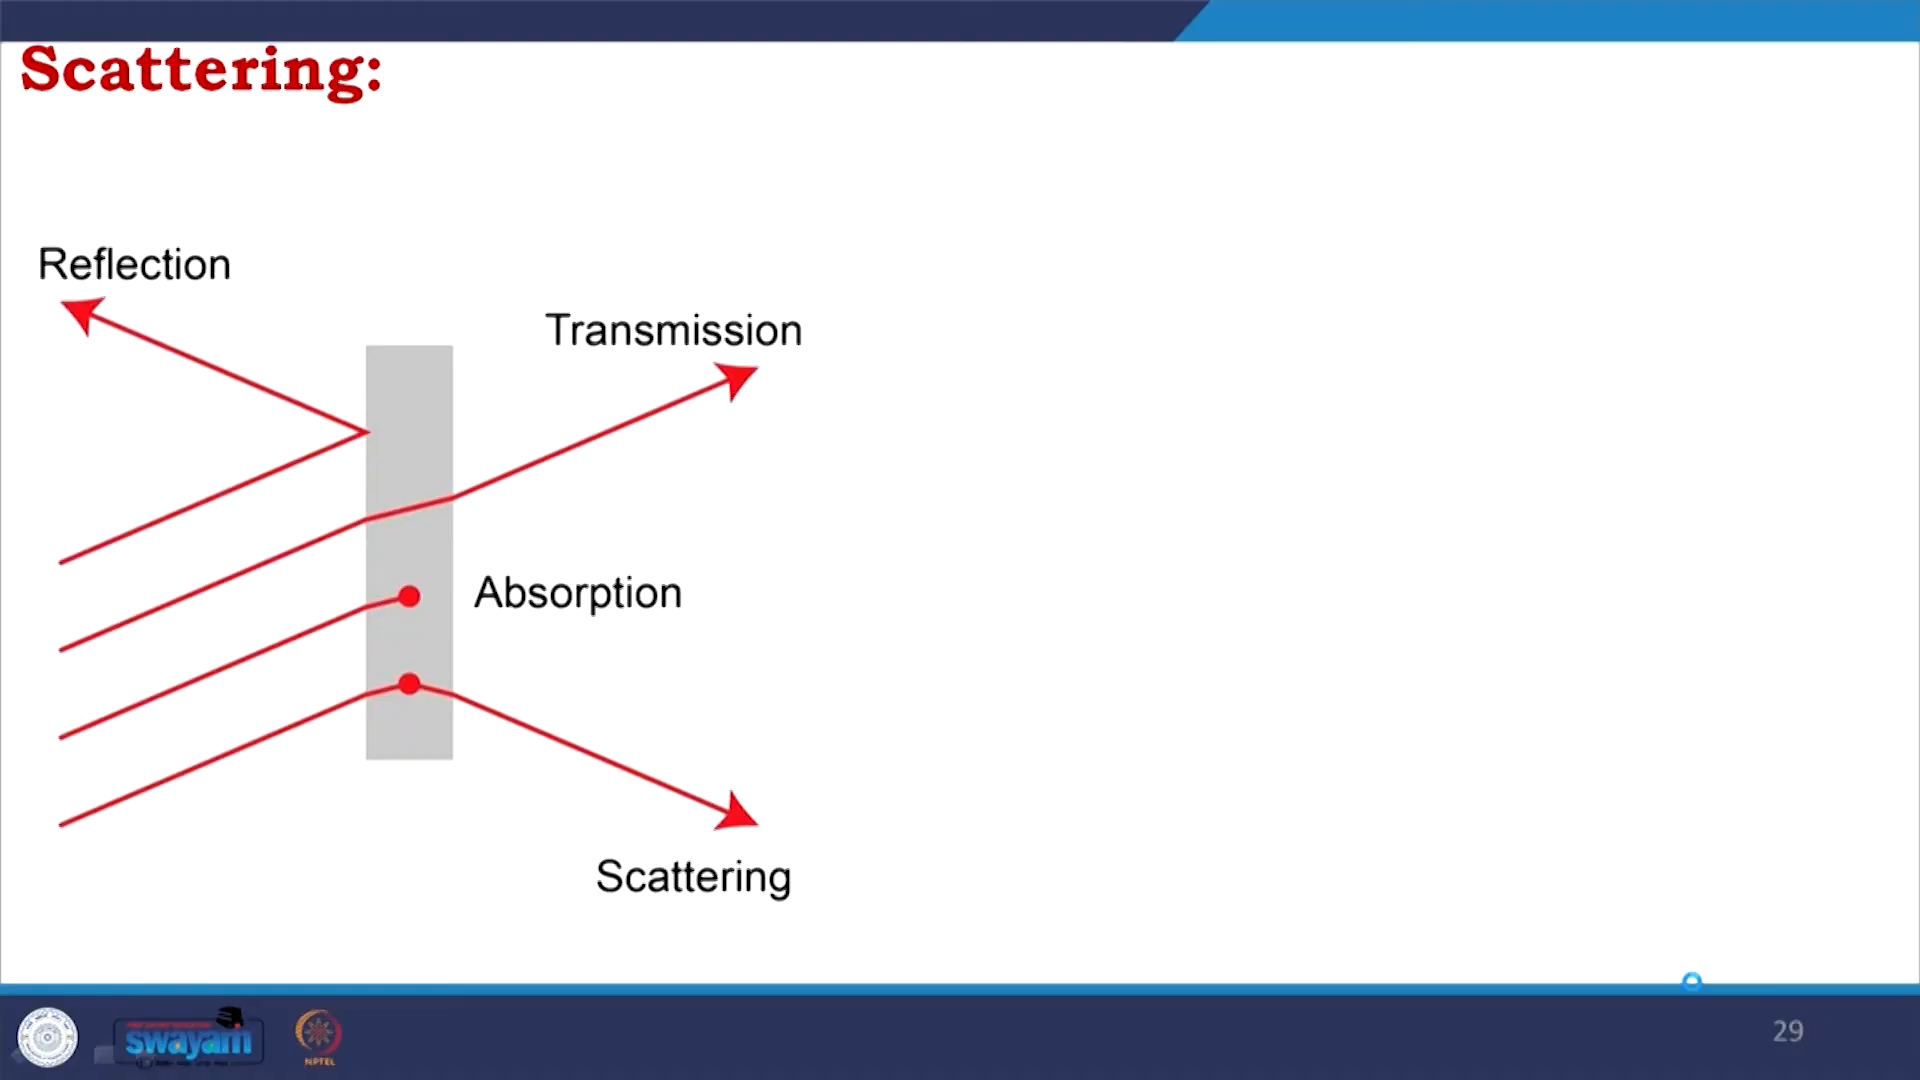 Scattering:
Reflection
Transmission
Absorption
Scattering
swayam
NPTEL
29